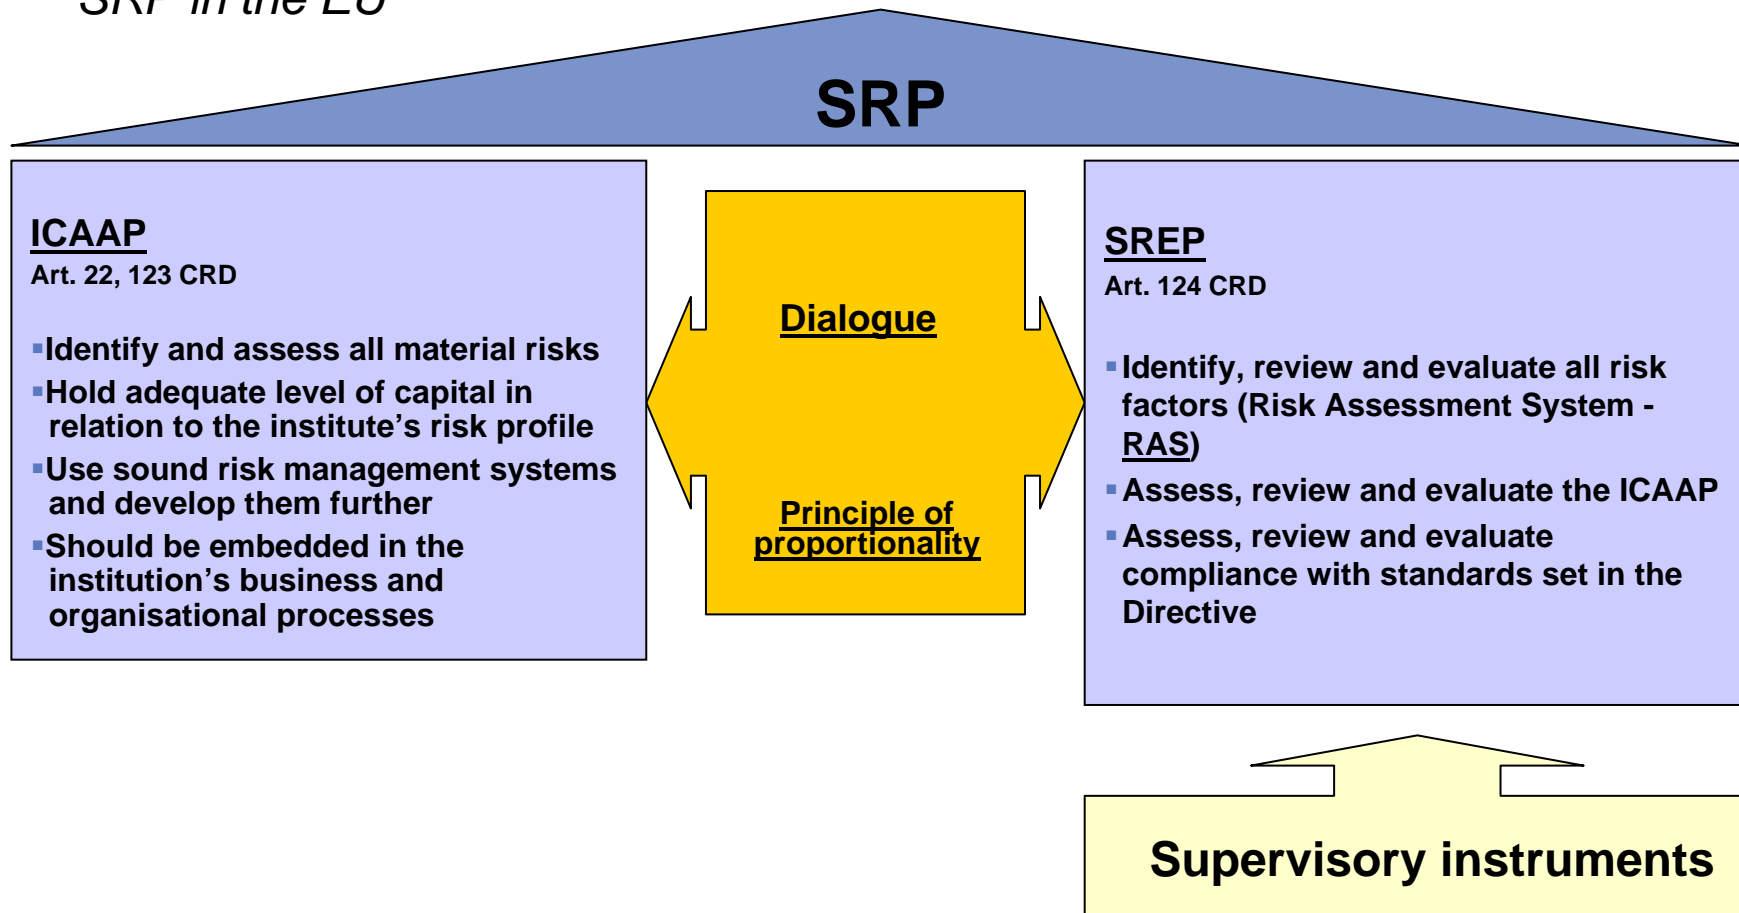 SRP in the EU
SRP
ICAAP
Art. 22, 123 CRD
▪Identify and assess all material risks
▪Hold adequate level of capital in
relation to the institute’s risk profile
▪Use sound risk management systems
and develop them further
▪Should be embedded in the
institution’s business and
organisational processes
Dialogue
Principle of
proportionality
SREP
Art. 124 CRD
▪Identify, review and evaluate all risk
factors (Risk Assessment System -
RAS)
▪Assess, review and evaluate the ICAAP
▪Assess, review and evaluate
compliance with standards set in the
Directive
Supervisory instruments